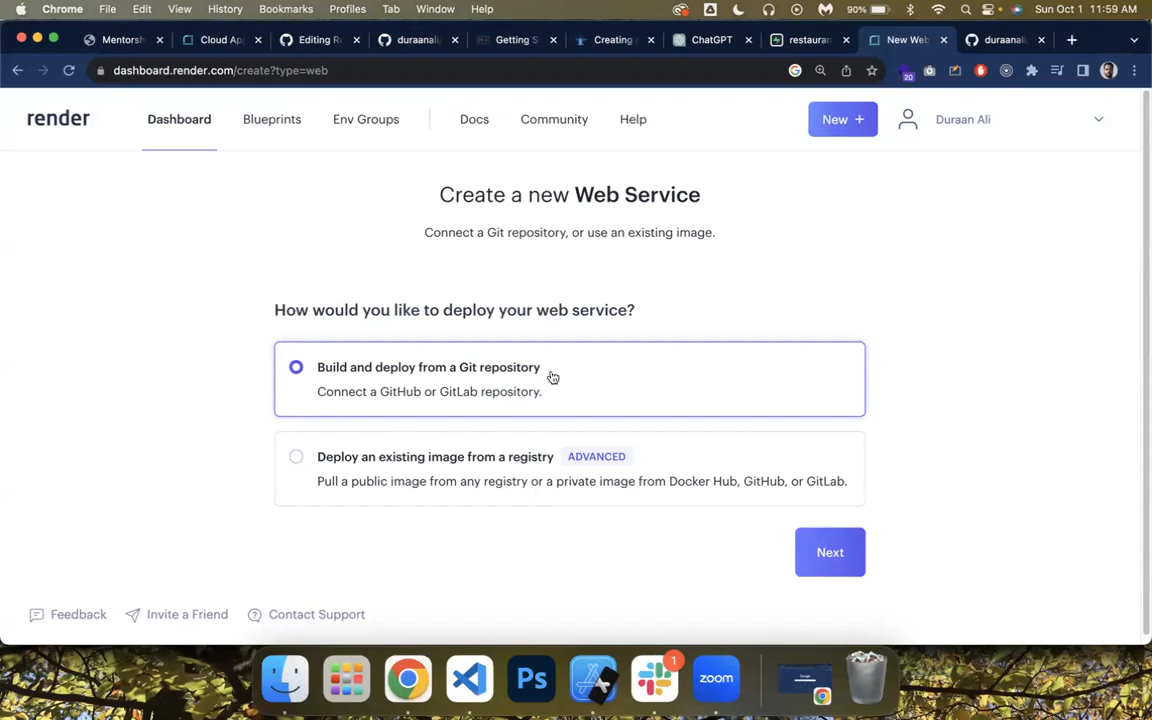 Chrome File Edit View History Bookmarks Profiles Tab Window Help 90% Sun Oct 1 11:59 AM
Mentorsh Cloud Ap Editing R duraanali Getting S Creating ChatGPT restauran New Web duraanal
dashboard.render.com/create?type=web
20
render Dashboard Blueprints Env Groups Docs Community Help New + Duraan Ali
Create a new Web Service
Connect a Git repository, or use an existing image.
How would you like to deploy your web service?
Build and deploy from a Git repository
Connect a GitHub or GitLab repository.
Deploy an existing image from a registry ADVANCED
Pull a public image from any registry or a private image from Docker Hub, GitHub, or GitLab.
Next
Feedback Invite a Friend Contact Support
Ps 1 zoom
Google